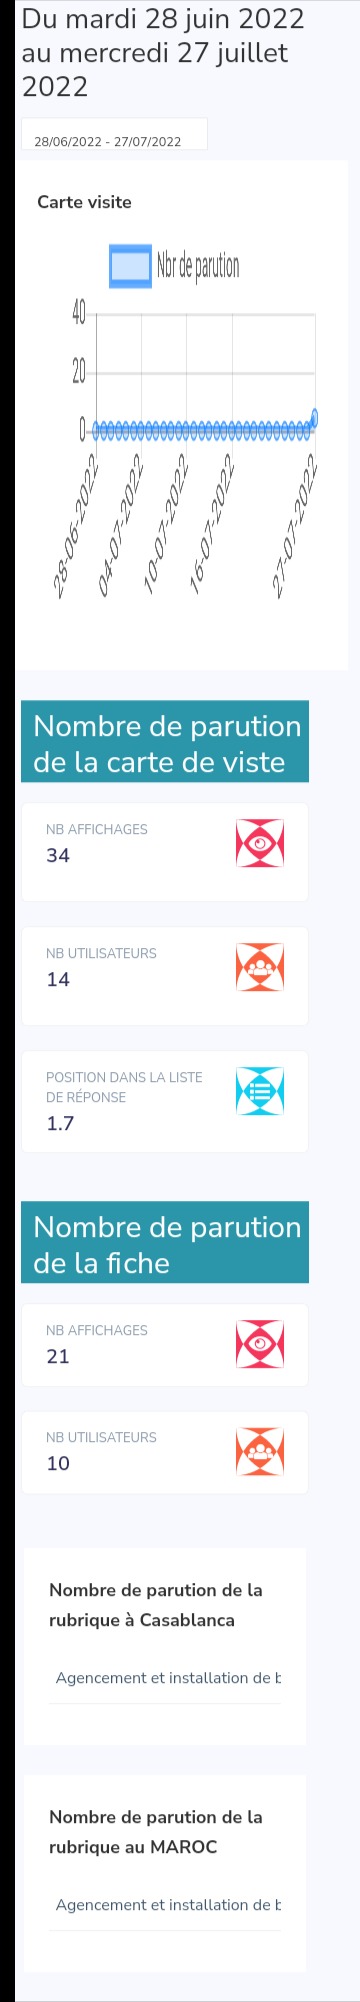 Du mardi 28 juin 2022
au mercredi 27 juillet
2022
28/06/2022 - 27/07/2022
Carte visite
Nbr de parution
40
20
0
28-06-2022
04-07-2022
10-07-2022
16-07-2022
27-07-2022
Nombre de parution
de la carte de viste
NB AFFICHAGES
34
NB UTILISATEURS
14
POSITION DANS LA LISTE
DE RÉPONSE
1.7
Nombre de parution
de la fiche
NB AFFICHAGES
21
NB UTILISATEURS
10
Nombre de parution de la
rubrique à Casablanca
Agencement et installation de
Nombre de parution de la
rubrique au MAROC
Agencement et installation de